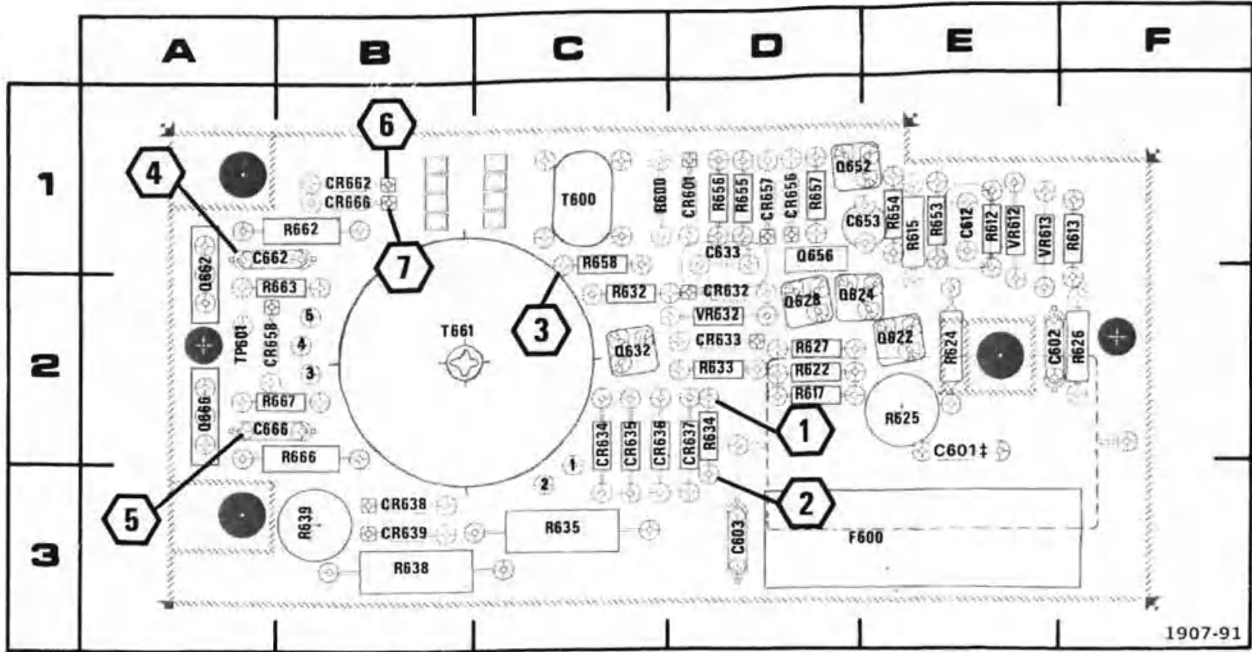 A B C D E F
1
2
3
6
4
7
3
1
2
5
CR662
CR666
R662
C662
Q662
R663
TP601
CR658
5
4
3
T661
R667
Q666
C666
R666
T600
R658
R632
Q632
R600
CR601
R656
R655
CR657
CR656
R657
Q652
C653
R654
R615
R653
C612
R612
VR612
VR613
R613
C633
Q656
CR632
VR632
CR633
R633
Q628
Q624
Q622
R627
R622
R617
R624
C602
R626
R625
C601‡
CR634
CR635
CR636
CR637
R634
1
2
R639
CR638
CR639
R638
R635
C603
F600
1907-91